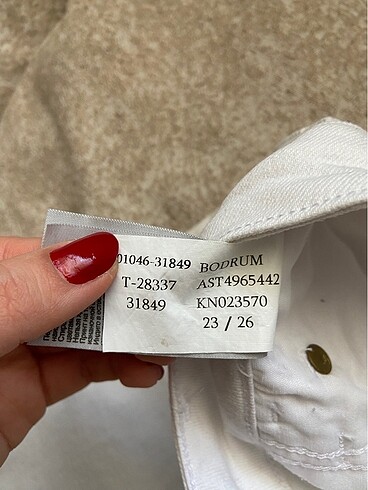 01046-31849 BODRUM
T-28337 AST4965442
31849 KN023570
23 / 26